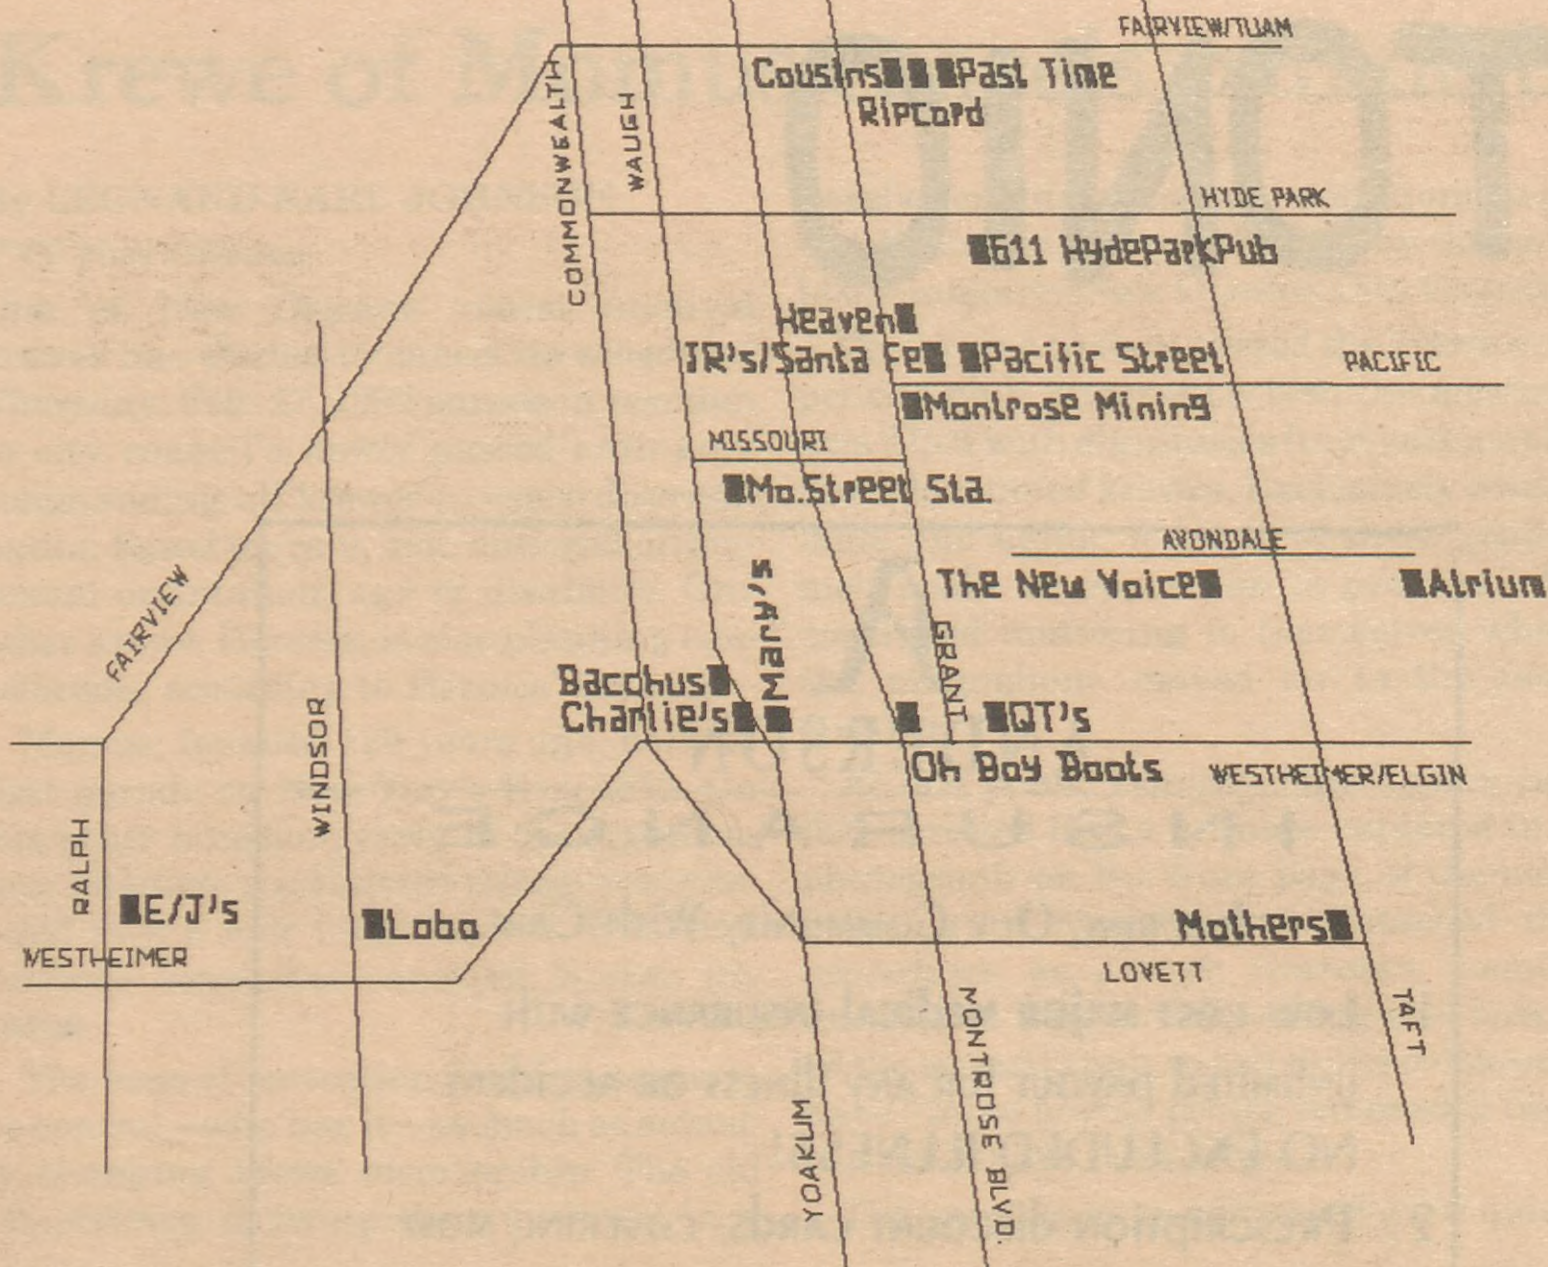 FAIRVIEW/TUAM
Cousins Past Time
Ripcord
COMMONWEALTH
WAUGH
HYDE PARK
611 HydeParkPub
Heaven
JR's/Santa Fe Pacific Street
PACIFIC
Montrose Mining
MISSOURI
Mo.Street Sta.
AVONDALE
The New Voice Atrium
FAIRVIEW
Mary's
GRANT
Bacchus
Charlie's QT's
WINDSOR
Oh Boy Boots
WESTHEIMER/ELGIN
RALPH
E/J's
Lobo
Mothers
WESTHEIMER
LOVETT
TAFT
MONTROSE BLVD.
YOAKUM